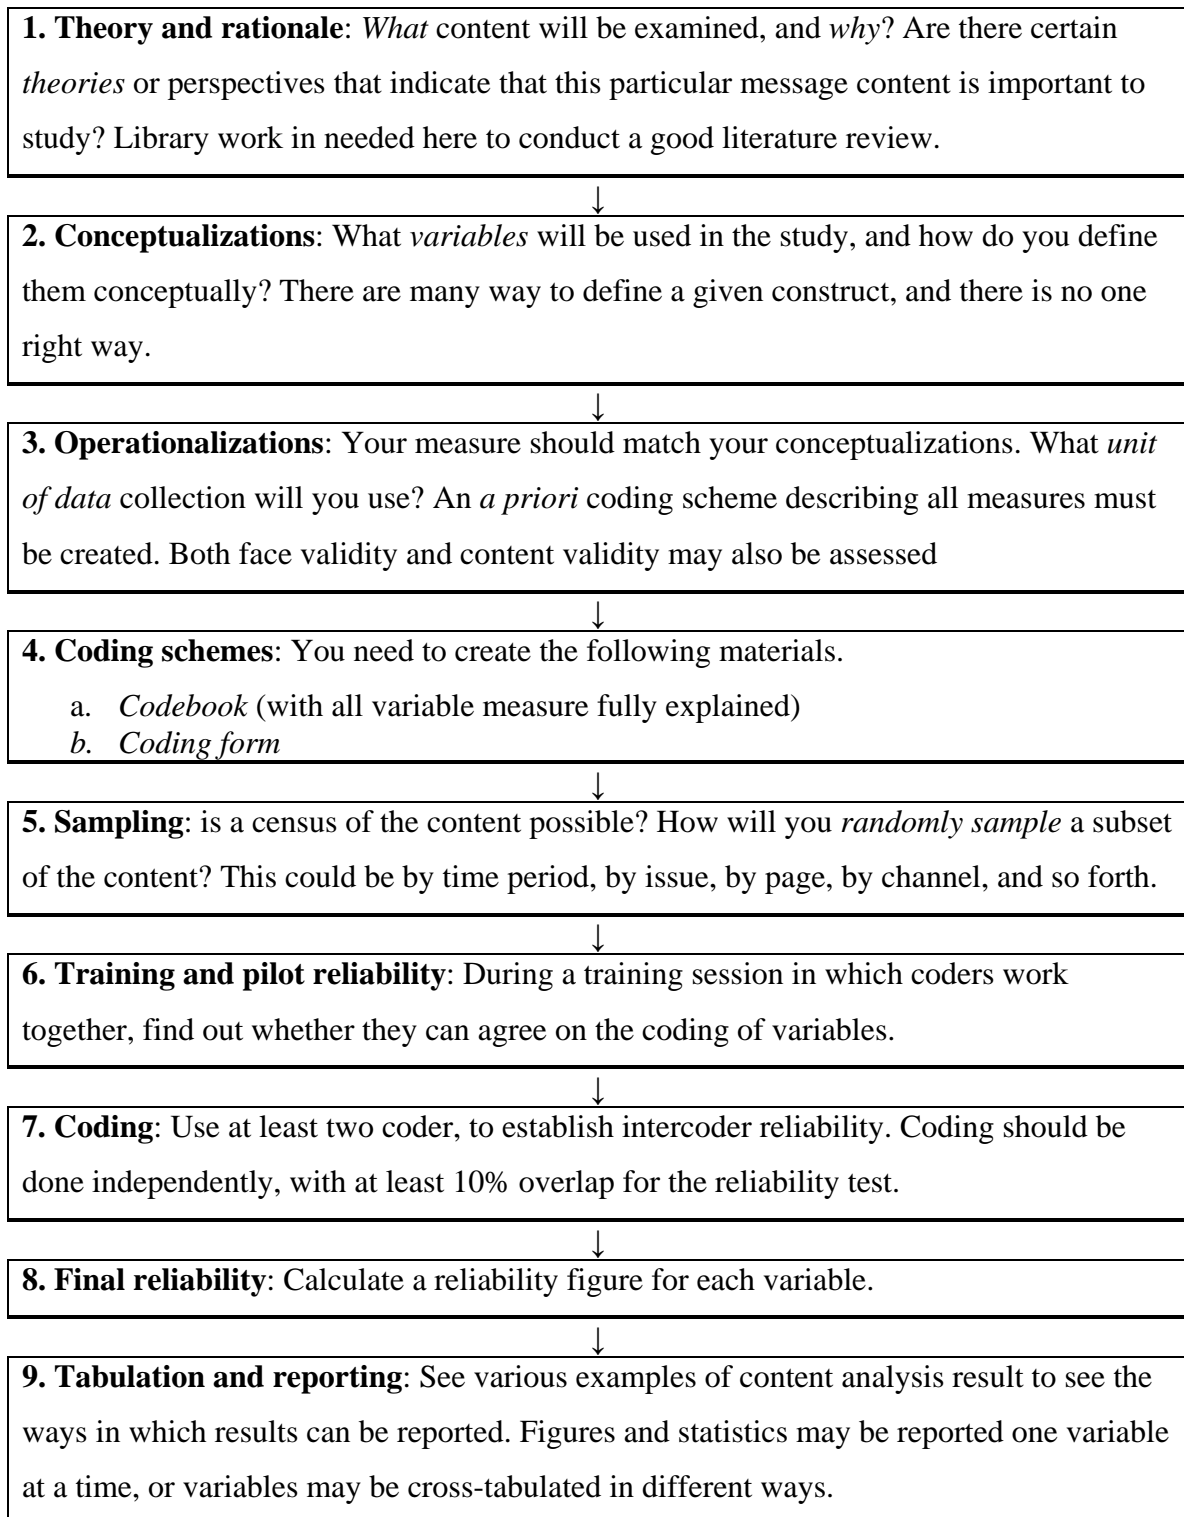 1. Theory and rationale: What content will be examined, and why? Are there certain
theories or perspectives that indicate that this particular message content is important to
study? Library work in needed here to conduct a good literature review.
↓
2. Conceptualizations: What variables will be used in the study, and how do you define
them conceptually? There are many way to define a given construct, and there is no one
right way.
↓
3. Operationalizations: Your measure should match your conceptualizations. What unit
of data collection will you use? An a priori coding scheme describing all measures must
be created. Both face validity and content validity may also be assessed
↓
4. Coding schemes: You need to create the following materials.
a. Codebook (with all variable measure fully explained)
b. Coding form
↓
5. Sampling: is a census of the content possible? How will you randomly sample a subset
of the content? This could be by time period, by issue, by page, by channel, and so forth.
↓
6. Training and pilot reliability: During a training session in which coders work
together, find out whether they can agree on the coding of variables.
↓
7. Coding: Use at least two coder, to establish intercoder reliability. Coding should be
done independently, with at least 10% overlap for the reliability test.
↓
8. Final reliability: Calculate a reliability figure for each variable.
↓
9. Tabulation and reporting: See various examples of content analysis result to see the
ways in which results can be reported. Figures and statistics may be reported one variable
at a time, or variables may be cross-tabulated in different ways.